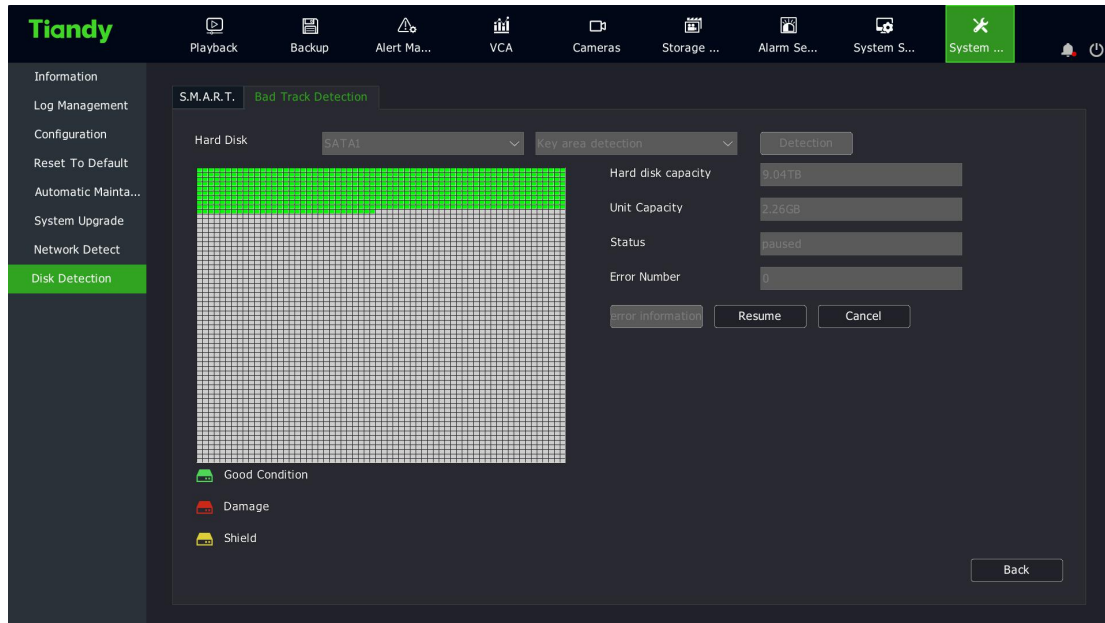 Tiandy
Playback Backup Alert Ma... VCA Cameras Storage ... Alarm Se... System S... System ...
Information
Log Management
Configuration
Reset To Default
Automatic Mainta...
System Upgrade
Network Detect
Disk Detection
S.M.A.R.T. Bad Track Detection
Hard Disk SATA1 Key area detection Detection
Hard disk capacity 9.04TB
Unit Capacity 2.26GB
Status paused
Error Number 0
error information Resume Cancel
Good Condition
Damage
Shield
Back